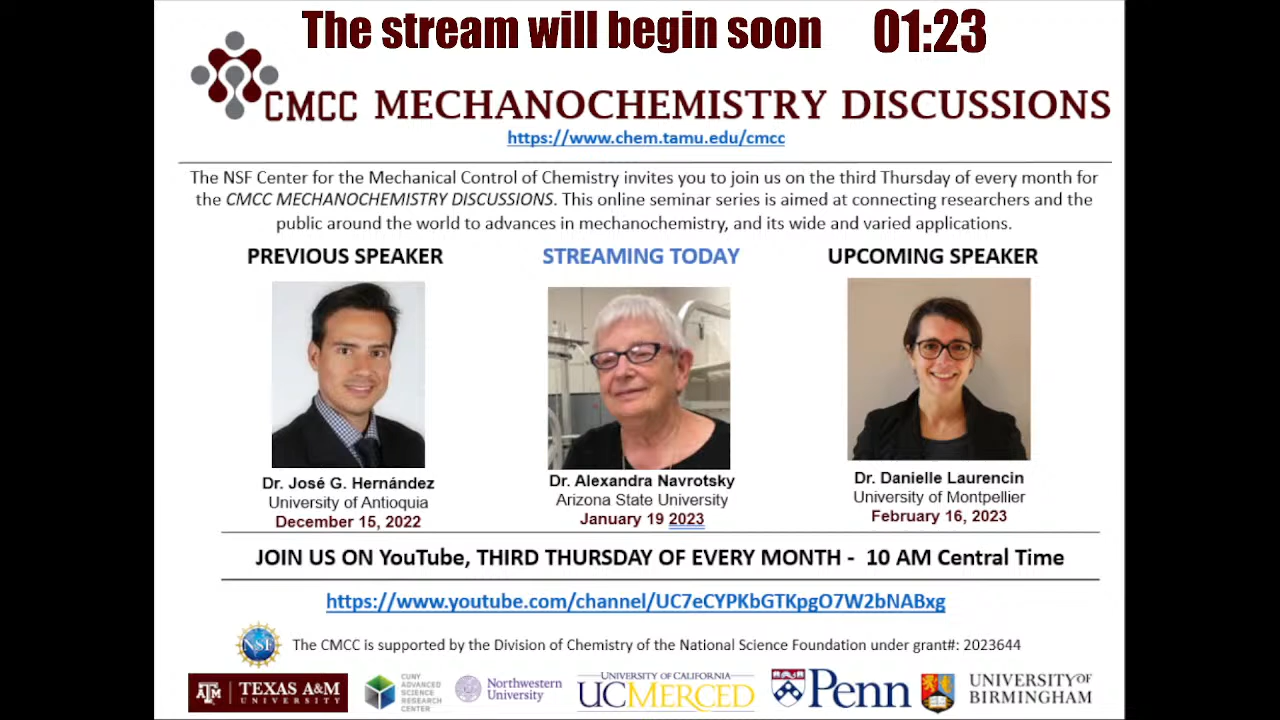 The stream will begin soon 01:23
CMCC MECHANOCHEMISTRY DISCUSSIONS
https://www.chem.tamu.edu/cmcc
The NSF Center for the Mechanical Control of Chemistry invites you to join us on the third Thursday of every month for
the CMCC MECHANOCHEMISTRY DISCUSSIONS. This online seminar series is aimed at connecting researchers and the
public around the world to advances in mechanochemistry, and its wide and varied applications.
PREVIOUS SPEAKER
Dr. José G. Hernández
University of Antioquia
December 15, 2022
STREAMING TODAY
Dr. Alexandra Navrotsky
Arizona State University
January 19 2023
UPCOMING SPEAKER
Dr. Danielle Laurencin
University of Montpellier
February 16, 2023
JOIN US ON YouTube, THIRD THURSDAY OF EVERY MONTH - 10 AM Central Time
https://www.youtube.com/channel/UC7eCYPKbGTKpgO7W2bNABxg
NSF
The CMCC is supported by the Division of Chemistry of the National Science Foundation under grant#: 2023644
ATM
TEXAS A&M
UNIVERSITY
CUNY
ADVANCED
SCIENCE
RESEARCH
CENTER
Northwestern
University
UNIVERSITY OF CALIFORNIA
UCMERCED
Penn
UNIVERSITY OF
BIRMINGHAM